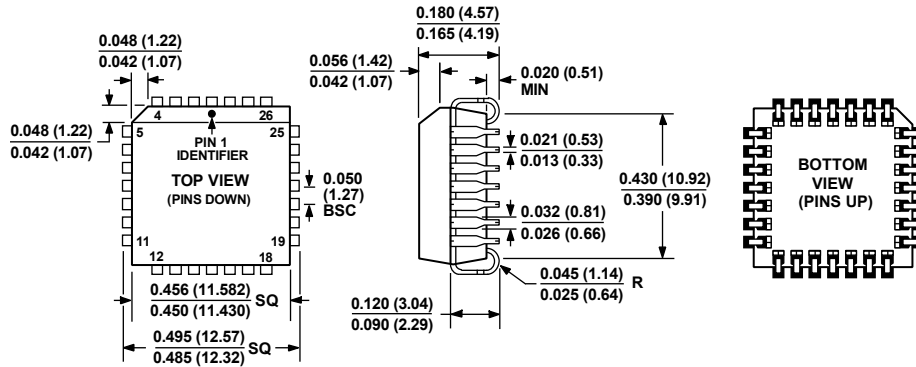 0.048 (1.22)
0.042 (1.07)
0.048 (1.22)
0.042 (1.07)
4
26
5
25
PIN 1
IDENTIFIER
TOP VIEW
(PINS DOWN)
11
19
12
18
0.050
(1.27)
BSC
0.456 (11.582)
0.450 (11.430)
SQ
0.495 (12.57)
0.485 (12.32)
SQ
0.180 (4.57)
0.165 (4.19)
0.056 (1.42)
0.042 (1.07)
0.020 (0.51)
MIN
0.021 (0.53)
0.013 (0.33)
0.032 (0.81)
0.026 (0.66)
0.430 (10.92)
0.390 (9.91)
0.045 (1.14)
0.025 (0.64)
R
0.120 (3.04)
0.090 (2.29)
BOTTOM
VIEW
(PINS UP)